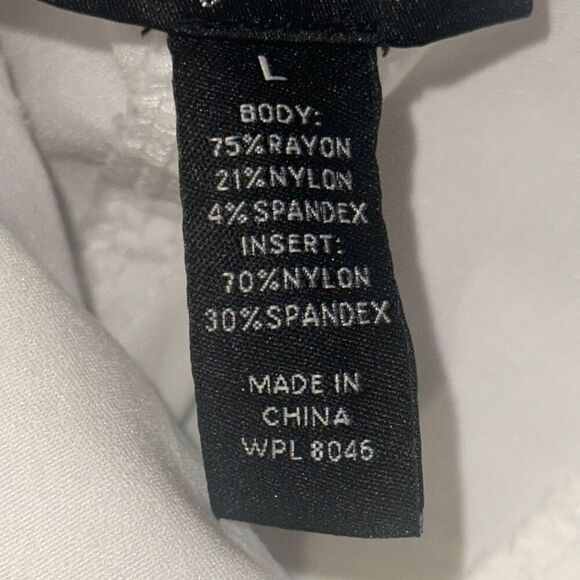 L
BODY:
75%RAYON
21%NYLON
4%SPANDEX
INSERT:
70%NYLON
30%SPANDEX
MADE IN
CHINA
WPL 8046